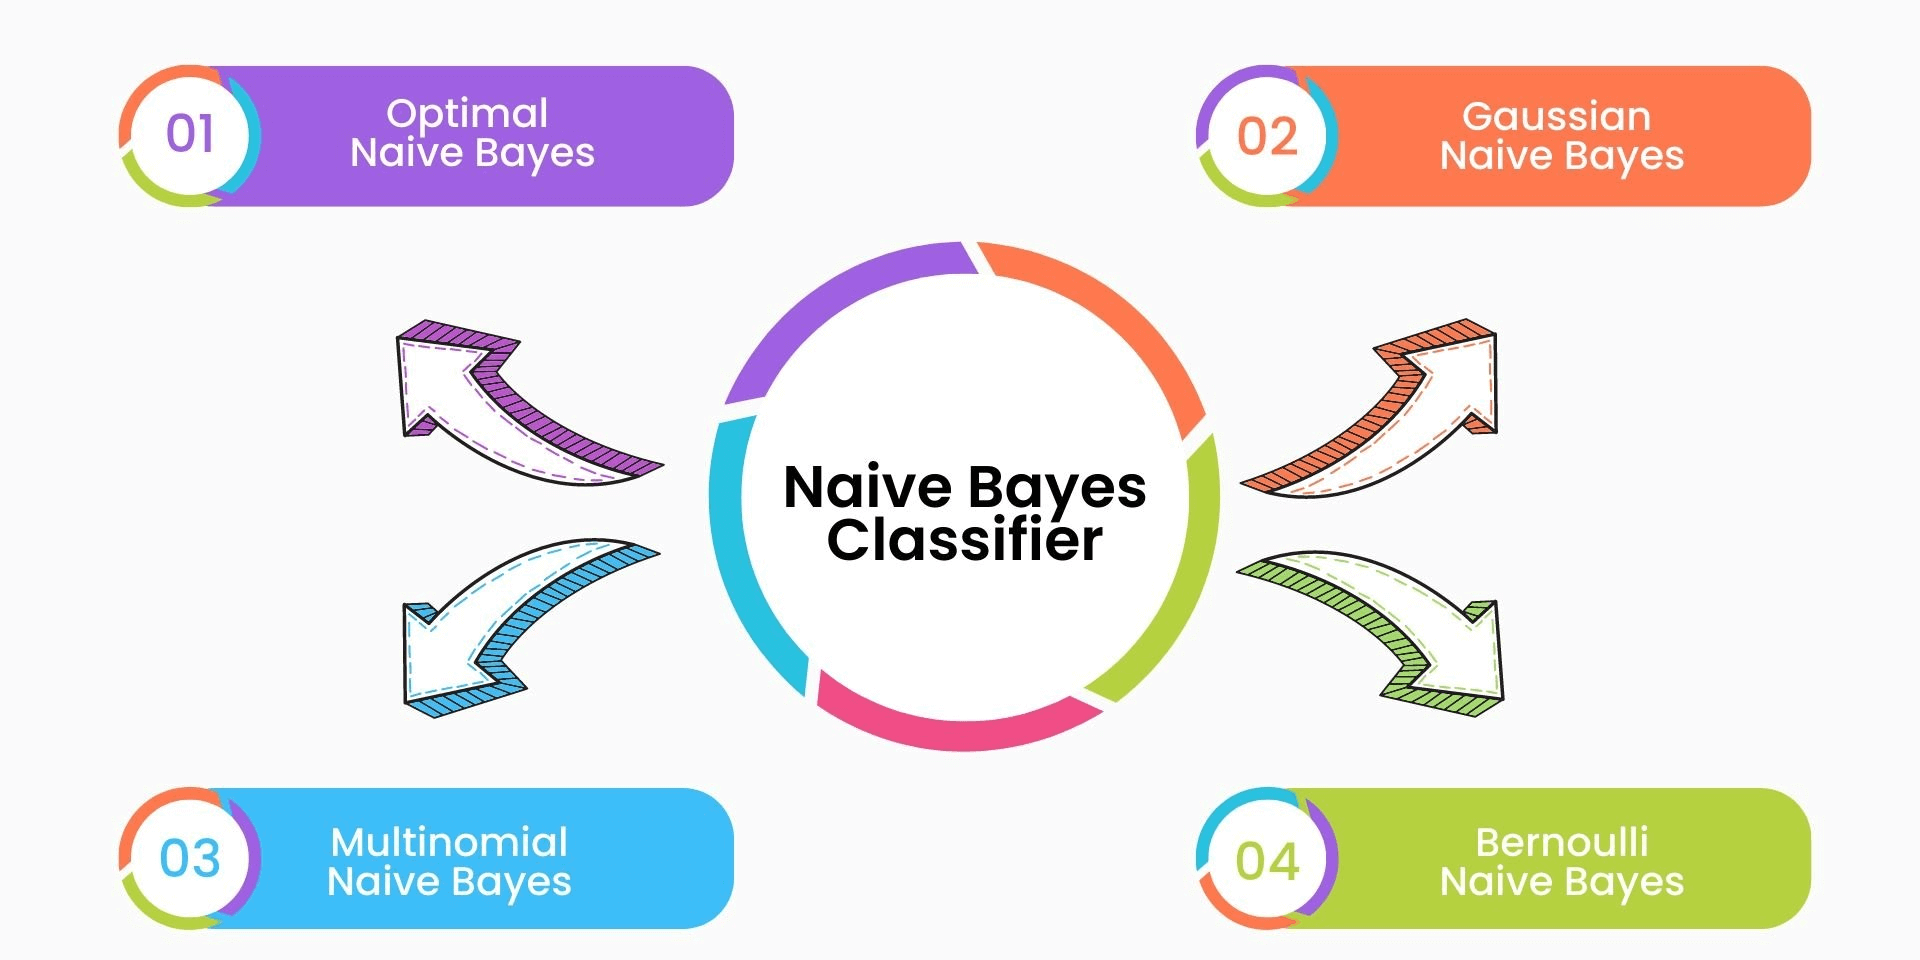 01
Optimal
Naive Bayes
02
Gaussian
Naive Bayes
Naive Bayes
Classifier
03
Multinomial
Naive Bayes
04
Bernoulli
Naive Bayes